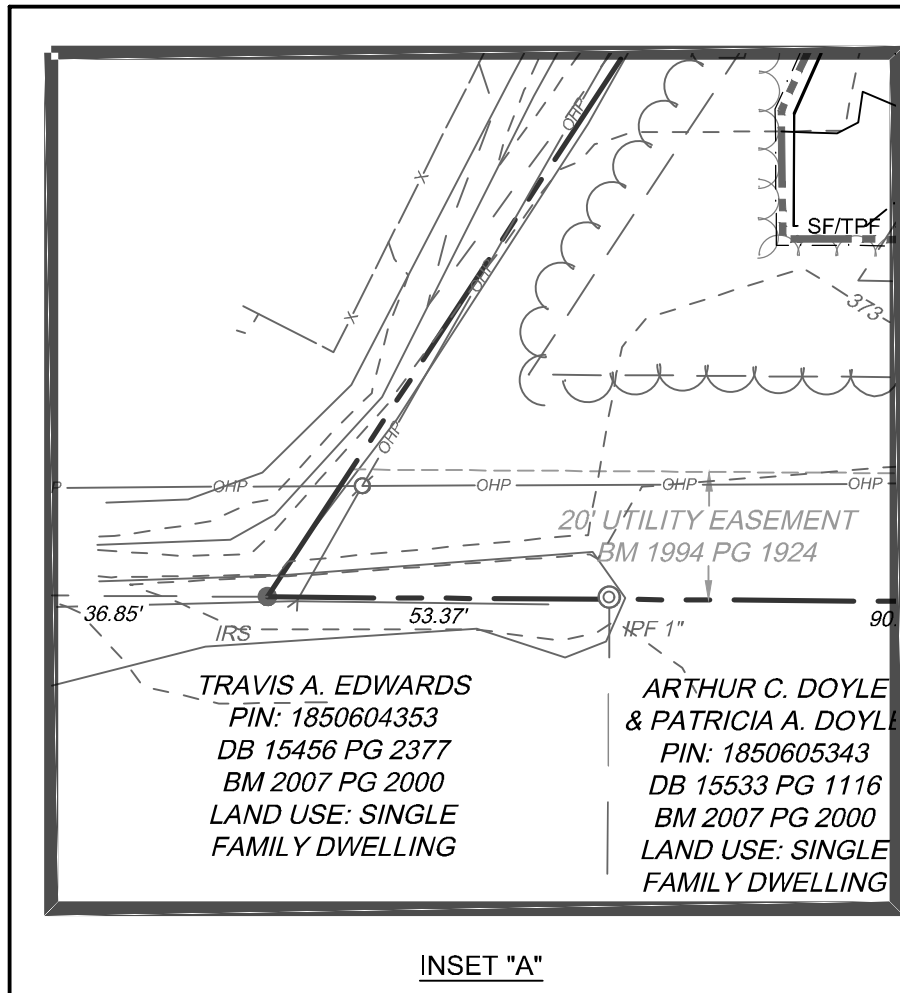 OHP
SF/TPF
OHP
373
OHP
OHP
OHP
OHP
OHP
20' UTILITY EASEMENT
BM 1994 PG 1924
36.85'
53.37'
90.
IRS
IPF 1"
TRAVIS A. EDWARDS
PIN: 1850604353
DB 15456 PG 2377
BM 2007 PG 2000
LAND USE: SINGLE
FAMILY DWELLING
ARTHUR C. DOYLE
& PATRICIA A. DOYLE
PIN: 1850605343
DB 15533 PG 1116
BM 2007 PG 2000
LAND USE: SINGLE
FAMILY DWELLING
INSET "A"